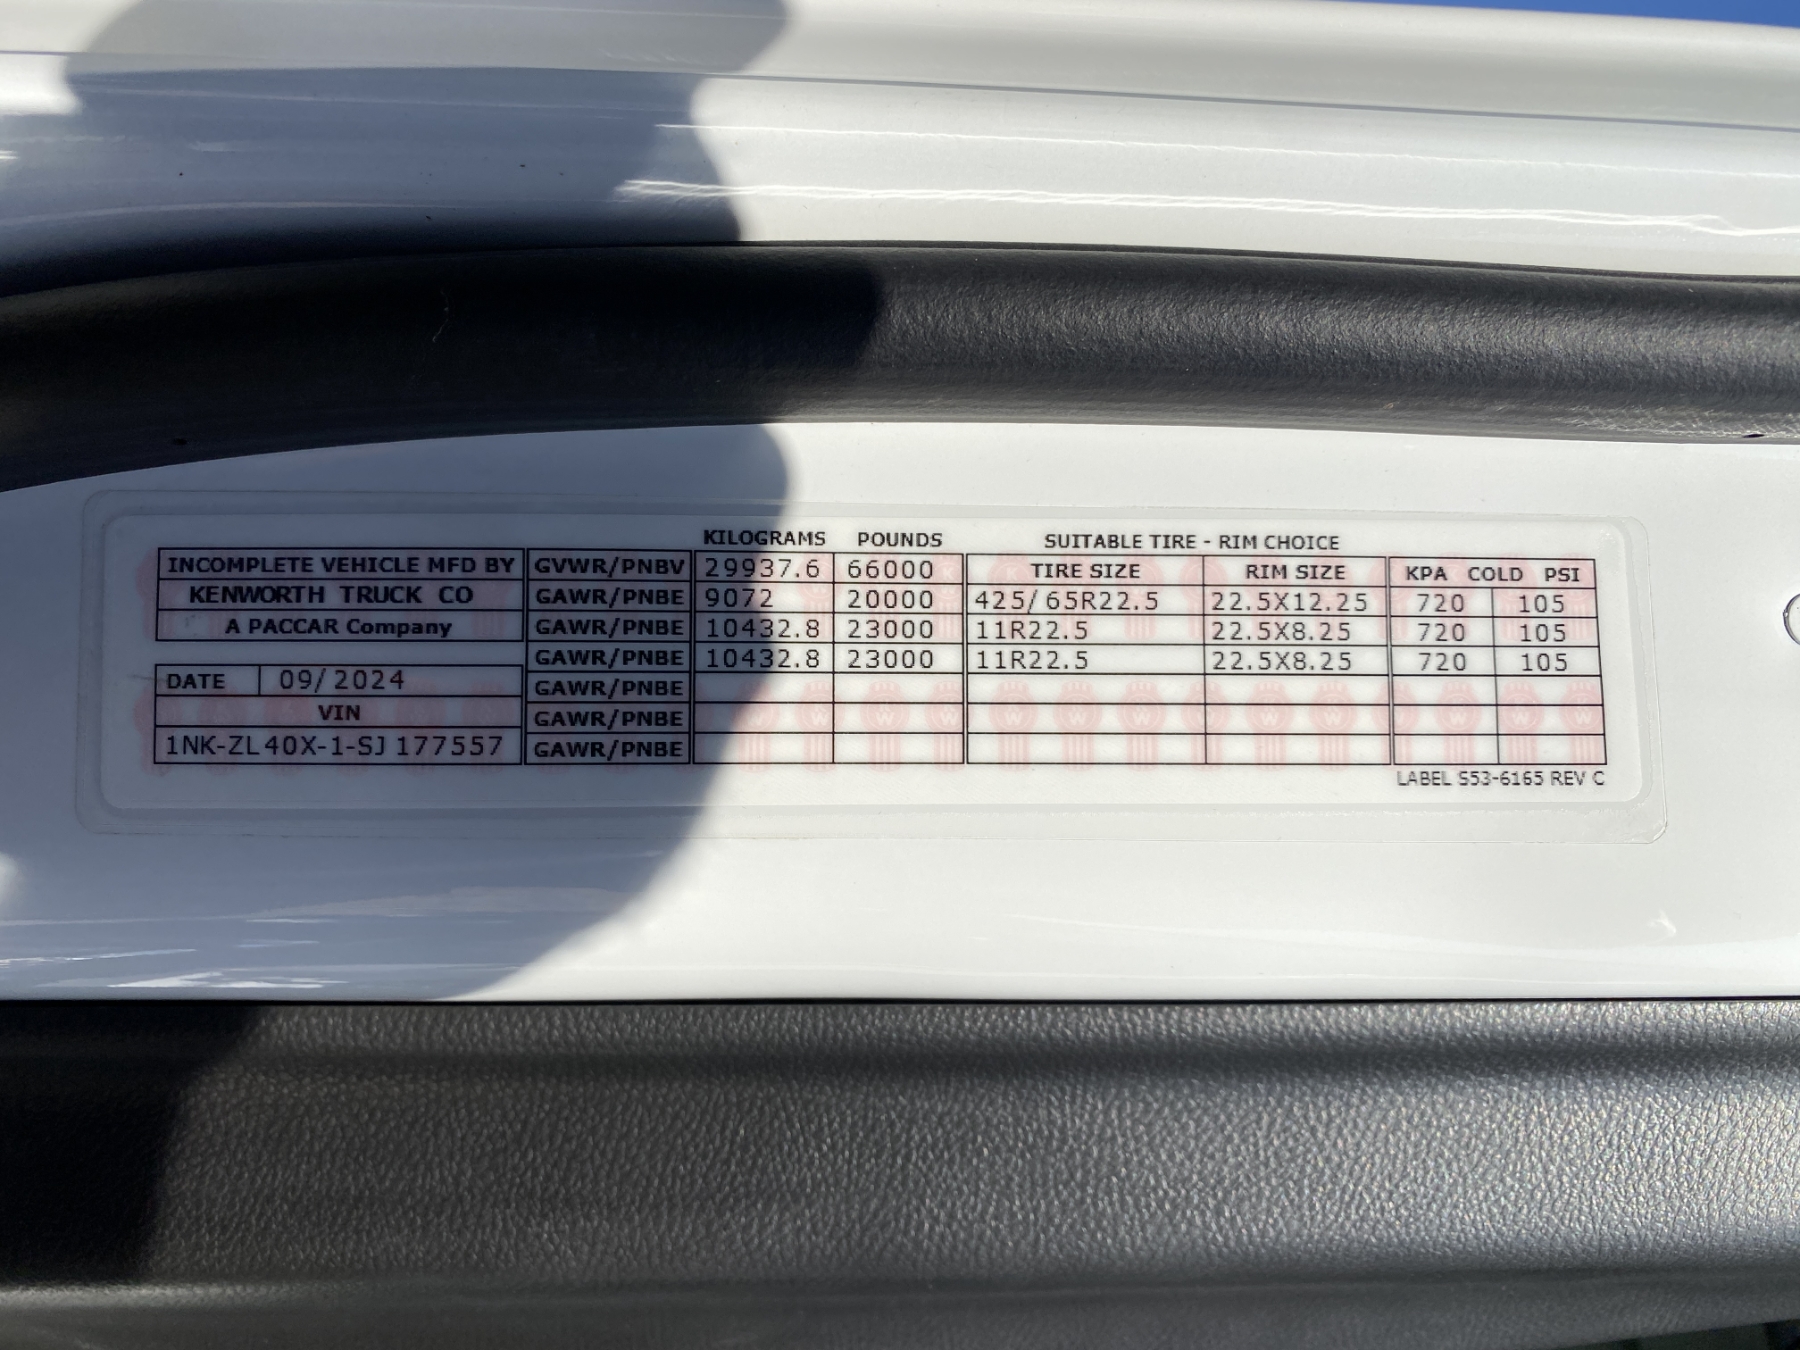 KILOGRAMS POUNDS SUITABLE TIRE - RIM CHOICE
INCOMPLETE VEHICLE MFD BY GVWR/PNBV 29937.6 66000 TIRE SIZE RIM SIZE KPA COLD PSI
KENWORTH TRUCK CO GAWR/PNBE 9072 20000 425/65R22.5 22.5X12.25 720 105
A PACCAR Company GAWR/PNBE 10432.8 23000 11R22.5 22.5X8.25 720 105
GAWR/PNBE 10432.8 23000 11R22.5 22.5X8.25 720 105
DATE 09/2024 GAWR/PNBE
VIN GAWR/PNBE
1NK-ZL40X-1-SJ177557 GAWR/PNBE
LABEL S53-6165 REV C